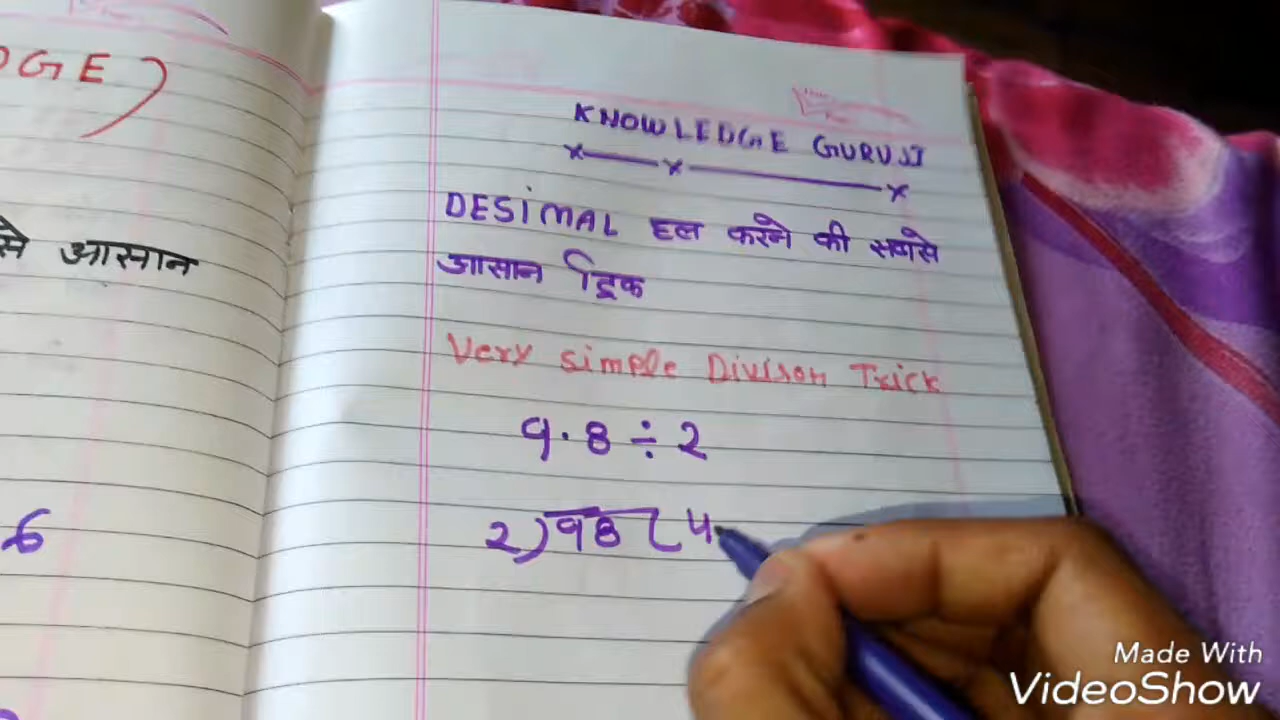 DGE)
से आसान
6
KNOWLEDGE GURUJI
DESIMAL हल करने की सबसे
आसान ट्रिक
Very simple Divison Trick
9.8 ÷ 2
2) 98 ( 4
Made With
VideoShow